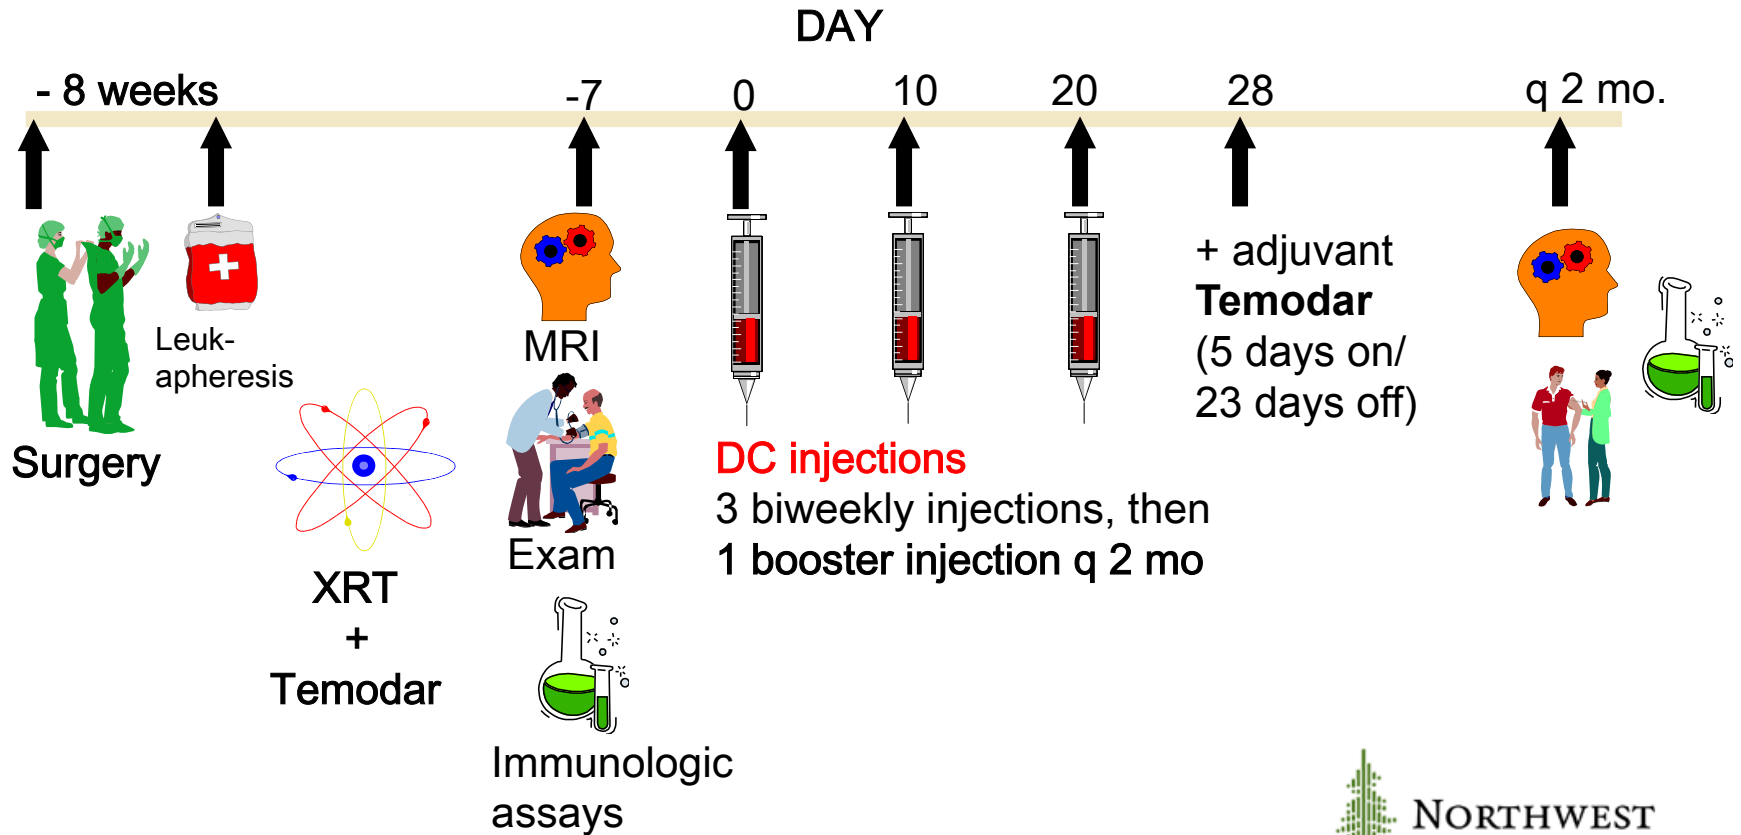 DAY
- 8 weeks
-7
0
10
20
28
q 2 mo.
Surgery
Leuk-
apheresis
XRT
+
Temodar
MRI
Exam
Immunologic
assays
DC injections
3 biweekly injections, then
1 booster injection q 2 mo
+ adjuvant
Temodar
(5 days on/
23 days off)
NORTHWEST